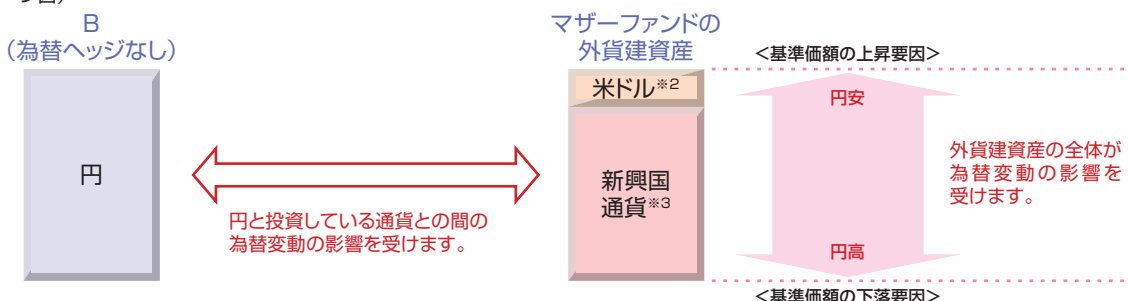 B
（為替ヘッジなし）
円
円と投資している通貨との間の
為替変動の影響を受けます。
マザーファンドの
外貨建資産
米ドル※2
新興国
通貨※3
＜基準価額の上昇要因＞
円安
円高
＜基準価額の下落要因＞
外貨建資産の全体が
為替変動の影響を
受けます。